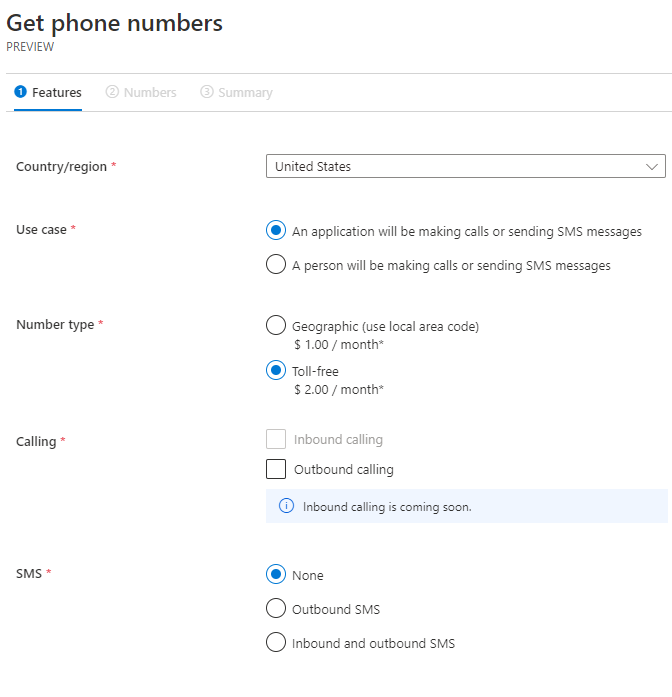 Get phone numbers
PREVIEW
1 Features 2 Numbers 3 Summary
Country/region * United States
Use case * An application will be making calls or sending SMS messages
A person will be making calls or sending SMS messages
Number type * Geographic (use local area code)
$ 1.00 / month*
Toll-free
$ 2.00 / month*
Calling * Inbound calling
Outbound calling
Inbound calling is coming soon.
SMS * None
Outbound SMS
Inbound and outbound SMS